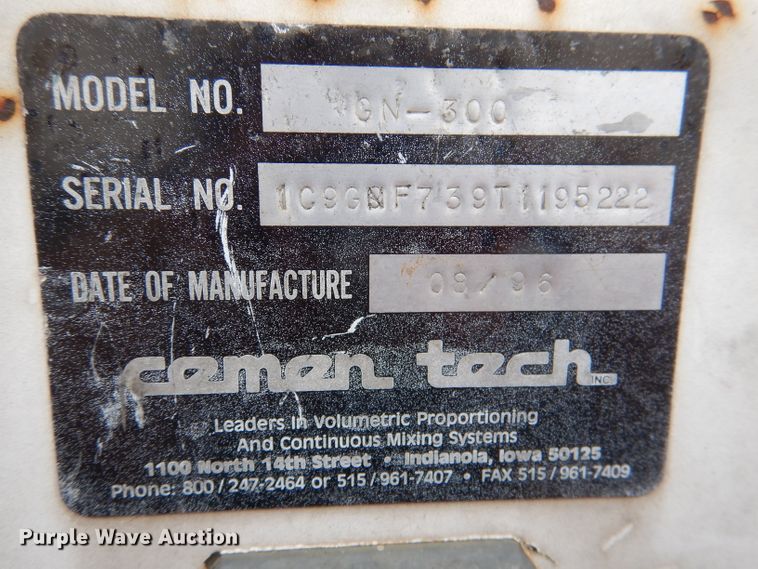 MODEL NO. GN-300
SERIAL NO. 1C9GNF739T1195222
DATE OF MANUFACTURE 08/96
cemen tech INC.
Leaders In Volumetric Proportioning
And Continuous Mixing Systems
1100 North 14th Street • Indianola, Iowa 50125
Phone: 800/247-2464 or 515/961-7407 • FAX 515/961-7409
Purple Wave Auction